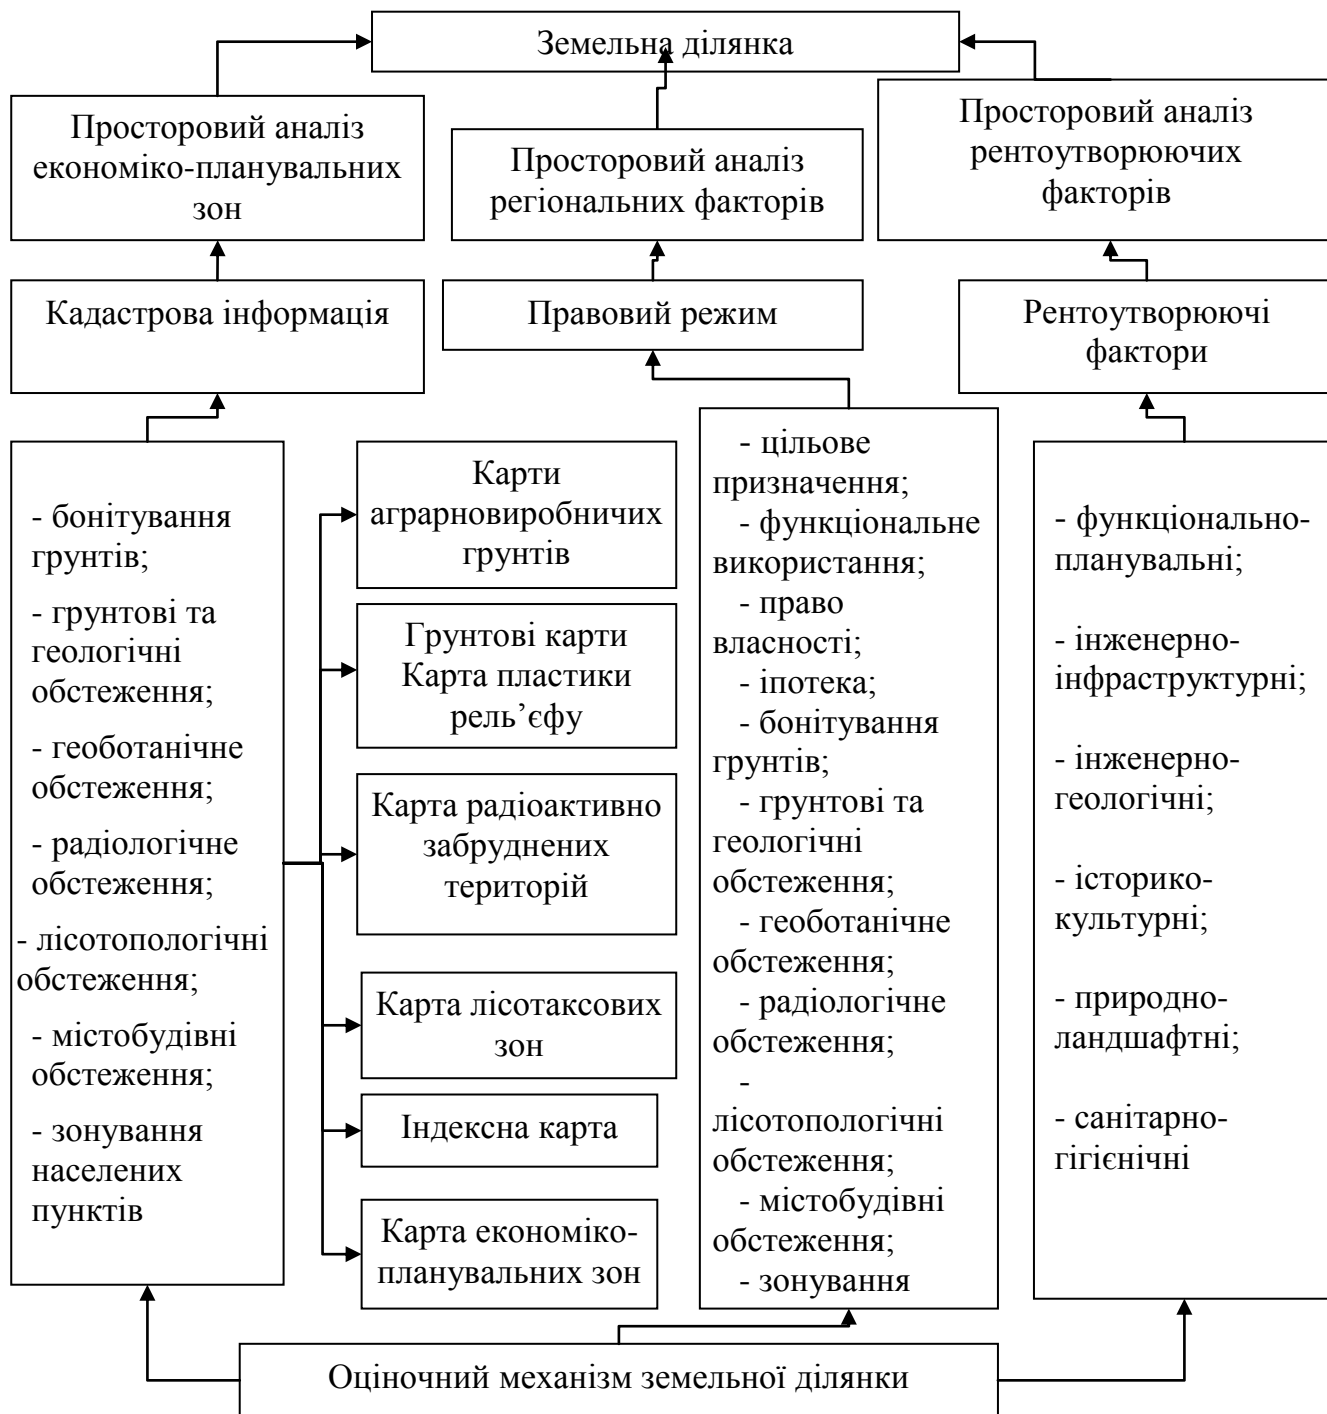 Земельна ділянка
Просторовий аналіз
економіко-планувальних
зон
Просторовий аналіз
регіональних факторів
Просторовий аналіз
рентоутворюючих
факторів
Кадастрова інформація
Правовий режим
Рентоутворюючі
фактори
- бонітування
грунтів;
- грунтові та
геологічні
обстеження;
- геоботанічне
обстеження;
- радіологічне
обстеження;
- лісотопологічні
обстеження;
- містобудівні
обстеження;
- зонування
населених
пунктів
Карти
аграрновиробничих
грунтів
Грунтові карти
Карта пластики
рель’єфу
Карта радіоактивно
забруднених
територій
Карта лісотаксових
зон
Індексна карта
Карта економіко-
планувальних зон
- цільове
призначення;
- функціональне
використання;
- право
власності;
- іпотека;
- бонітування
грунтів;
- грунтові та
геологічні
обстеження;
- геоботанічне
обстеження;
- радіологічне
обстеження;
-
лісотопологічні
обстеження;
- містобудівні
обстеження;
- зонування
- функціонально-
планувальні;
- інженерно-
інфраструктурні;
- інженерно-
геологічні;
- історико-
культурні;
- природно-
ландшафтні;
- санітарно-
гігієнічні
Оціночний механізм земельної ділянки